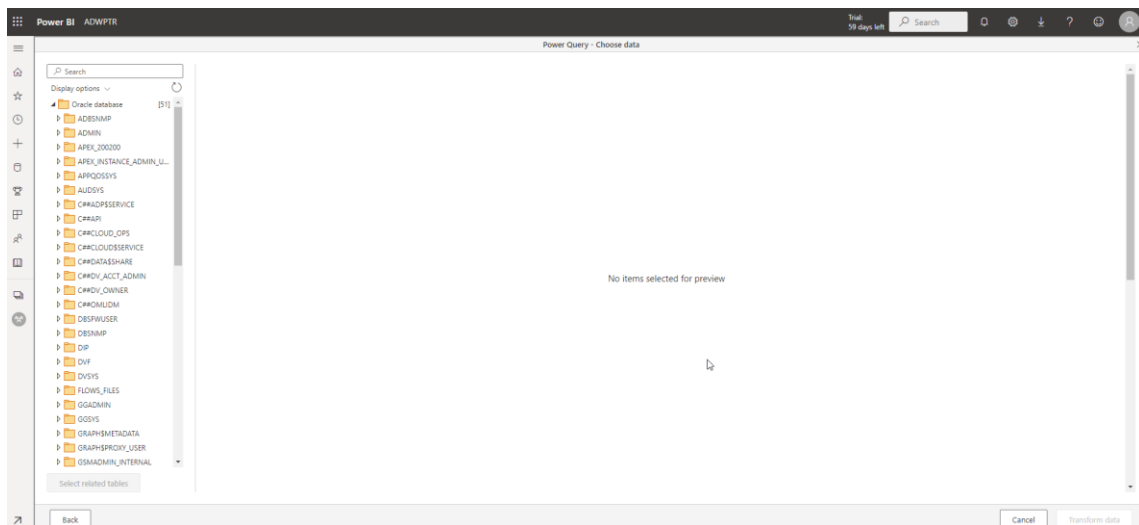 Power BI ADWPTR
Trial:
59 days left
Search
Power Query - Choose data
Search
Display options
Oracle database [51]
ADBSNMP
ADMIN
APEX_200200
APEX_INSTANCE_ADMIN_U...
APPQOSSYS
AUDSYS
C##ADP$SERVICE
C##API
C##CLOUD_OPS
C##CLOUD$SERVICE
C##DATA$SHARE
C##DV_ACCT_ADMIN
C##DV_OWNER
C##OMLIDM
DBSFWUSER
DBSNMP
DIP
DVF
DVSYS
FLOWS_FILES
GGADMIN
GGSYS
GRAPH$METADATA
GRAPH$PROXY_USER
GSMADMIN_INTERNAL
No items selected for preview
Select related tables
Back
Cancel
Transform data